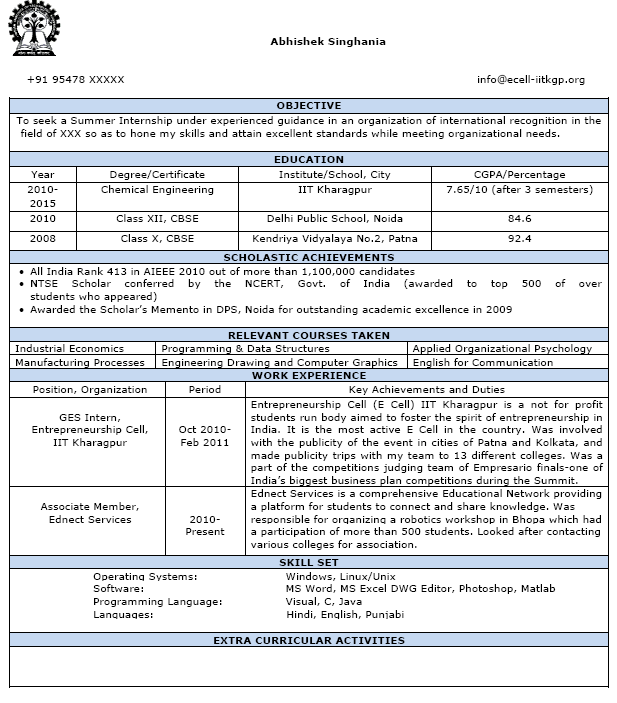 Abhishek Singhania
+91 95478 XXXXX info@ecell-iitkgp.org
OBJECTIVE
To seek a Summer Internship under experienced guidance in an organization of international recognition in the
field of XXX so as to hone my skills and attain excellent standards while meeting organizational needs.
EDUCATION
Year Degree/Certificate Institute/School, City CGPA/Percentage
2010-
2015 Chemical Engineering IIT Kharagpur 7.65/10 (after 3 semesters)
2010 Class XII, CBSE Delhi Public School, Noida 84.6
2008 Class X, CBSE Kendriya Vidyalaya No.2, Patna 92.4
SCHOLASTIC ACHIEVEMENTS
• All India Rank 413 in AIEEE 2010 out of more than 1,100,000 candidates
• NTSE Scholar conferred by the NCERT, Govt. of India (awarded to top 500 of over
students who appeared)
• Awarded the Scholar's Memento in DPS, Noida for outstanding academic excellence in 2009
RELEVANT COURSES TAKEN
Industrial Economics Programming & Data Structures Applied Organizational Psychology
Manufacturing Processes Engineering Drawing and Computer Graphics English for Communication
WORK EXPERIENCE
Position, Organization Period Key Achievements and Duties
GES Intern,
Entrepreneurship Cell,
IIT Kharagpur
Oct 2010-
Feb 2011
Entrepreneurship Cell (E Cell) IIT Kharagpur is a not for profit
students run body aimed to foster the spirit of entrepreneurship in
India. It is the most active E Cell in the country. Was involved
with the publicity of the event in cities of Patna and Kolkata, and
made publicity trips with my team to 13 different colleges. Was a
part of the competitions judging team of Empresario finals-one of
India's biggest business plan competitions during the Summit.
Associate Member,
Ednect Services
2010-
Present
Ednect Services is a comprehensive Educational Network providing
a platform for students to connect and share knowledge. Was
responsible for organizing a robotics workshop in Bhopa which had
a participation of more than 500 students. Looked after contacting
various colleges for association.
SKILL SET
Operating Systems: Windows, Linux/Unix
Software: MS Word, MS Excel DWG Editor, Photoshop, Matlab
Programming Language: Visual, C, Java
Languages: Hindi, English, Punjabi
EXTRA CURRICULAR ACTIVITIES